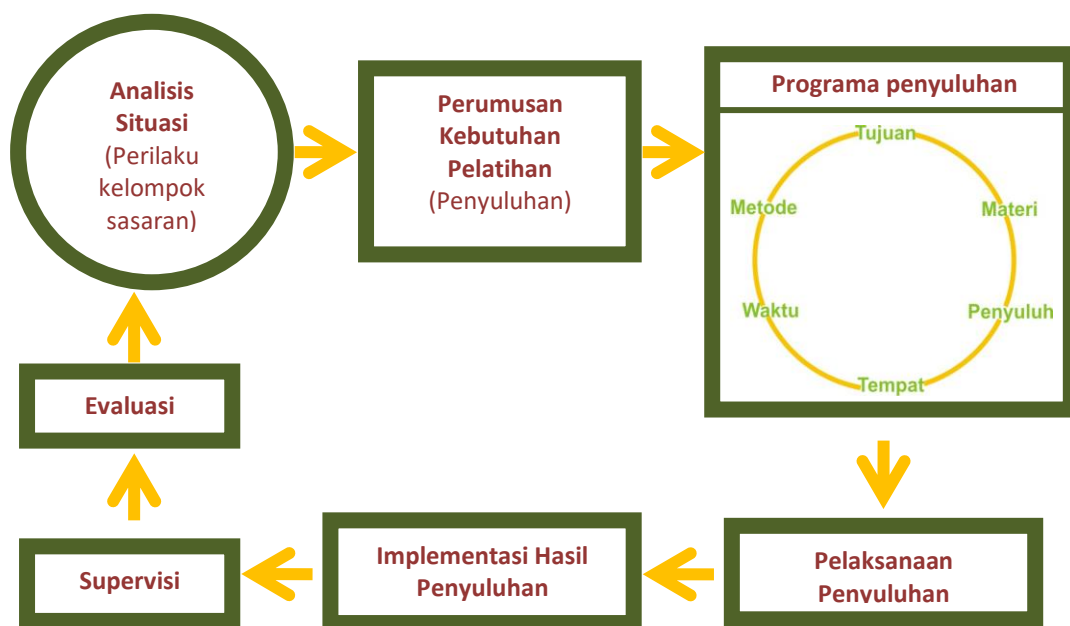 Analisis
Situasi
(Perilaku
kelompok
sasaran)
Perumusan
Kebutuhan
Pelatihan
(Penyuluhan)
Programa penyuluhan
Tujuan
Metode
Materi
Waktu
Penyuluh
Tempat
Evaluasi
Supervisi
Implementasi Hasil
Penyuluhan
Pelaksanaan
Penyuluhan